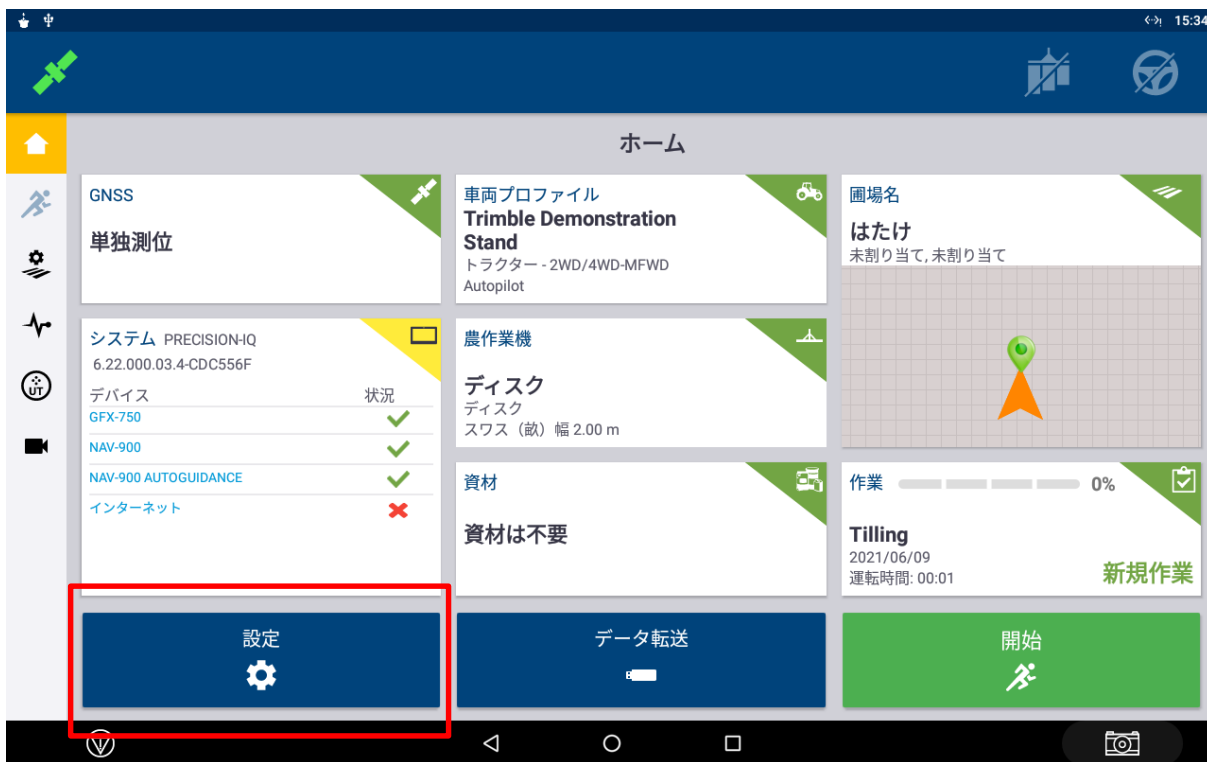 15:34
ホーム
GNSS
単独測位
車両プロファイル
Trimble Demonstration
Stand
トラクター - 2WD/4WD-MFWD
Autopilot
圃場名
はたけ
未割り当て, 未割り当て
システム PRECISION-IQ
6.22.000.03.4-CDC556F
デバイス 状況
GFX-750
NAV-900
NAV-900 AUTOGUIDANCE
インターネット
農作業機
ディスク
ディスク
スワス（畝）幅 2.00 m
資材
資材は不要
作業 0%
Tilling
2021/06/09
運転時間: 00:01
新規作業
UT
設定
データ転送
開始